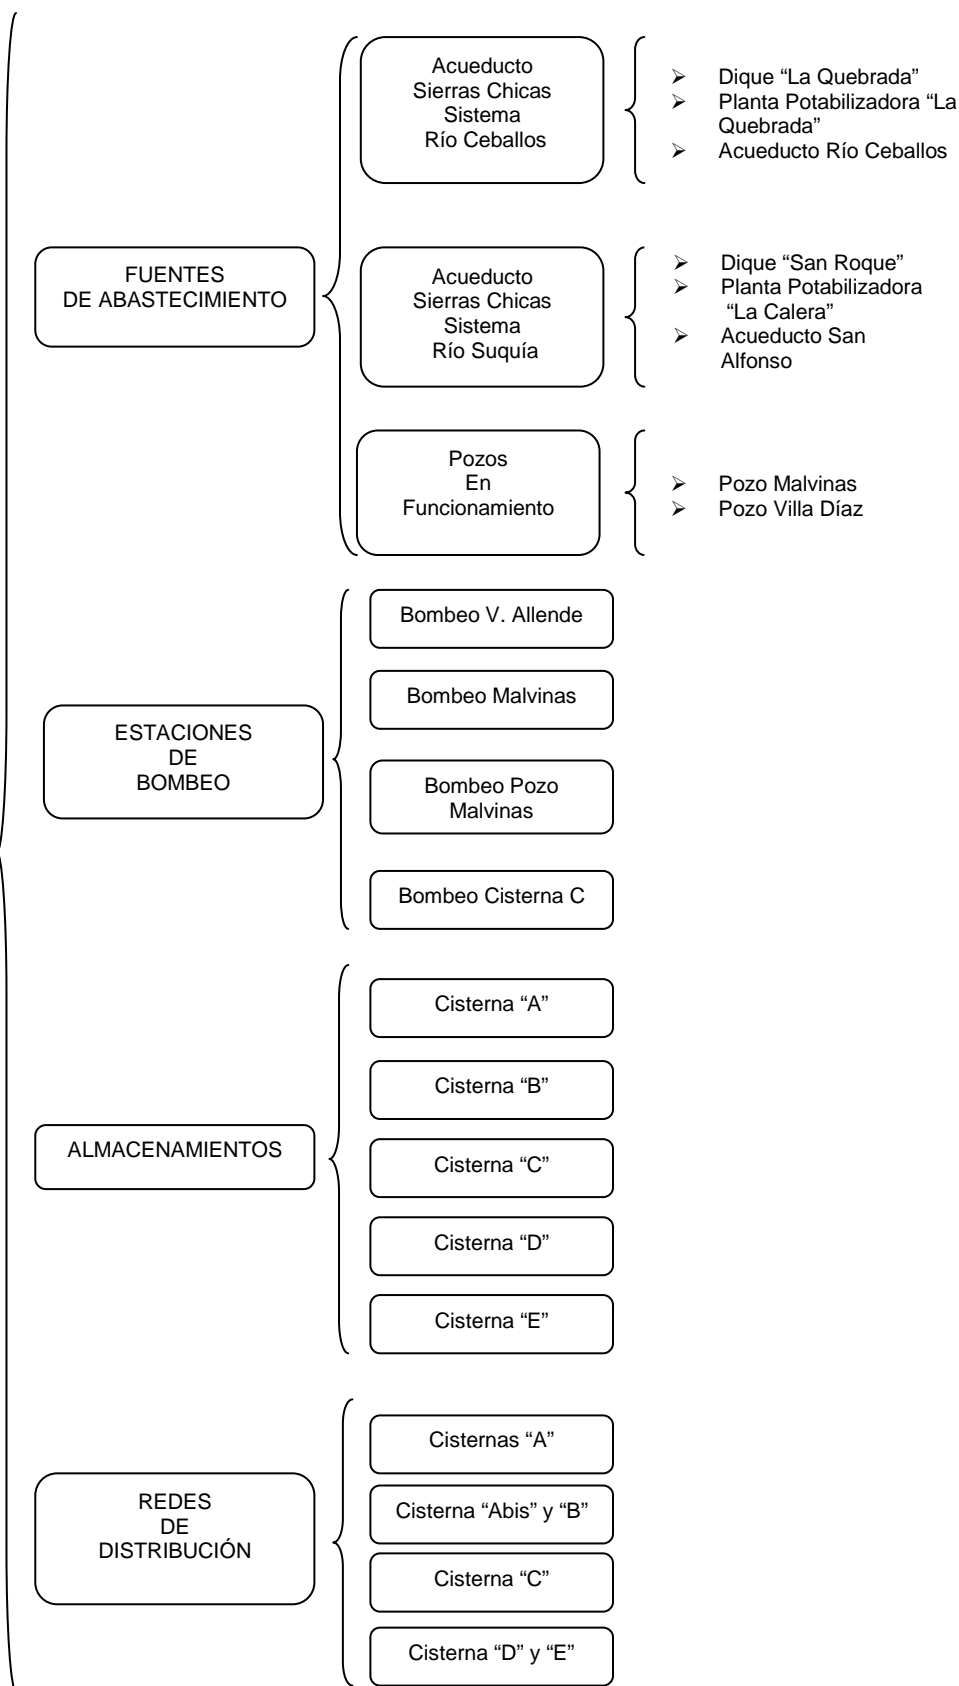 FUENTES
DE ABASTECIMIENTO
Acueducto
Sierras Chicas
Sistema
Río Ceballos
➢ Dique “La Quebrada”
➢ Planta Potabilizadora “La
Quebrada”
➢ Acueducto Río Ceballos
Acueducto
Sierras Chicas
Sistema
Río Suquía
➢ Dique “San Roque”
➢ Planta Potabilizadora
“La Calera”
➢ Acueducto San
Alfonso
Pozos
En
Funcionamiento
➢ Pozo Malvinas
➢ Pozo Villa Díaz
ESTACIONES
DE
BOMBEO
Bombeo V. Allende
Bombeo Malvinas
Bombeo Pozo
Malvinas
Bombeo Cisterna C
ALMACENAMIENTOS
Cisterna “A”
Cisterna “B”
Cisterna “C”
Cisterna “D”
Cisterna “E”
REDES
DE
DISTRIBUCIÓN
Cisternas “A”
Cisterna “Abis” y “B”
Cisterna “C”
Cisterna “D” y “E”